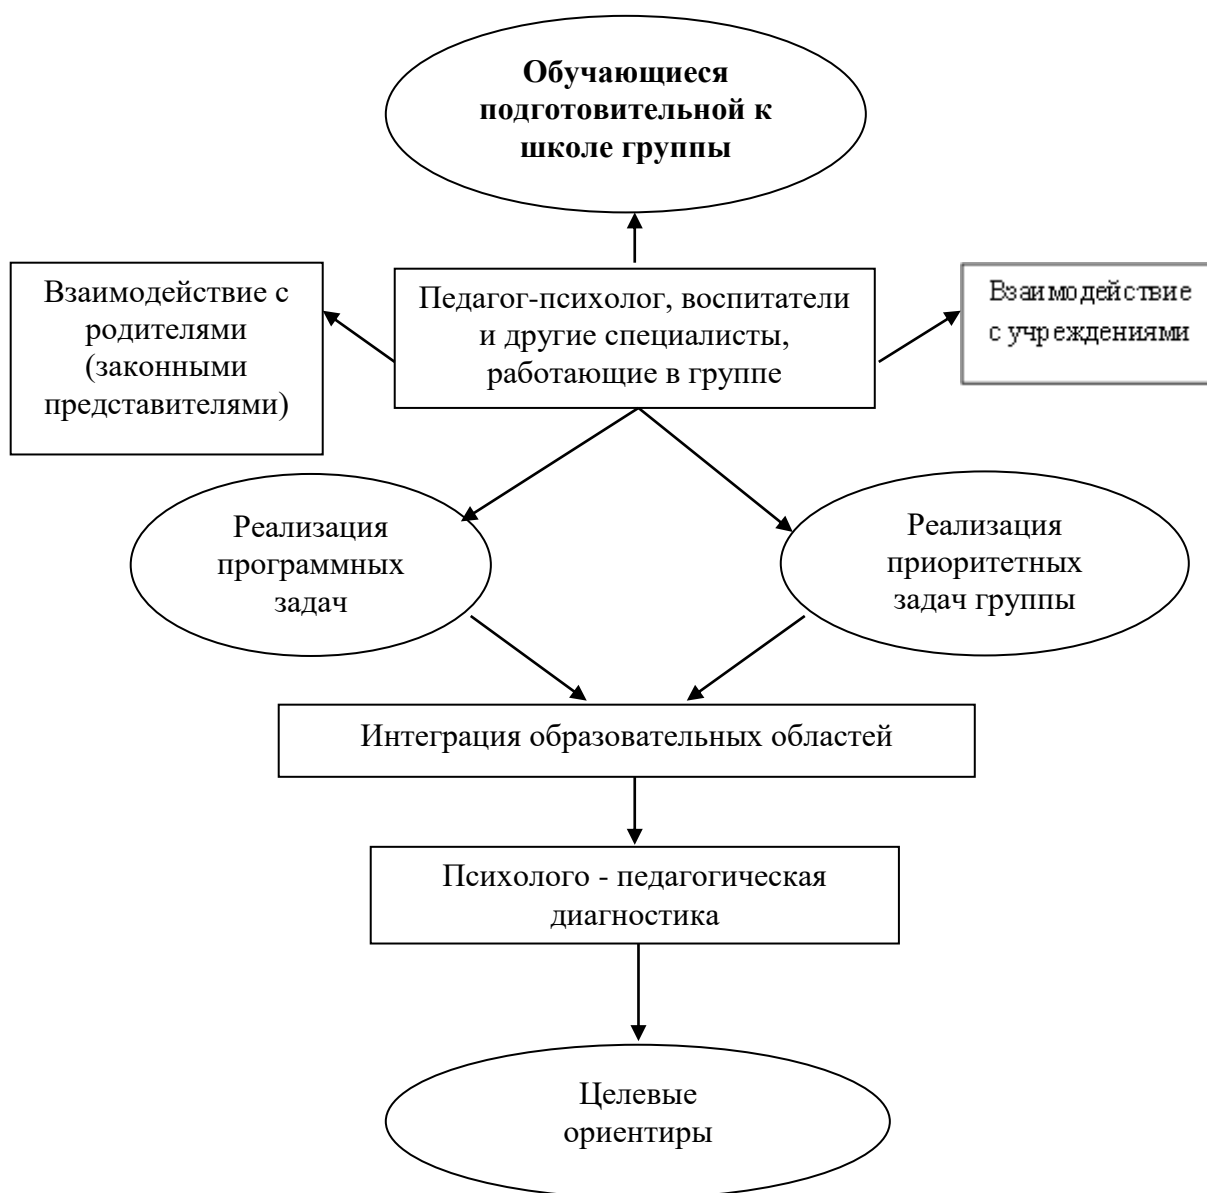 Обучающиеся
подготовительной к
школе группы
Взаимодействие с
родителями
(законными
представителями)
Педагог-психолог, воспитатели
и другие специалисты,
работающие в группе
Взаимодействие
с учреждениями
Реализация
программных
задач
Реализация
приоритетных
задач группы
Интеграция образовательных областей
Психолого - педагогическая
диагностика
Целевые
ориентиры